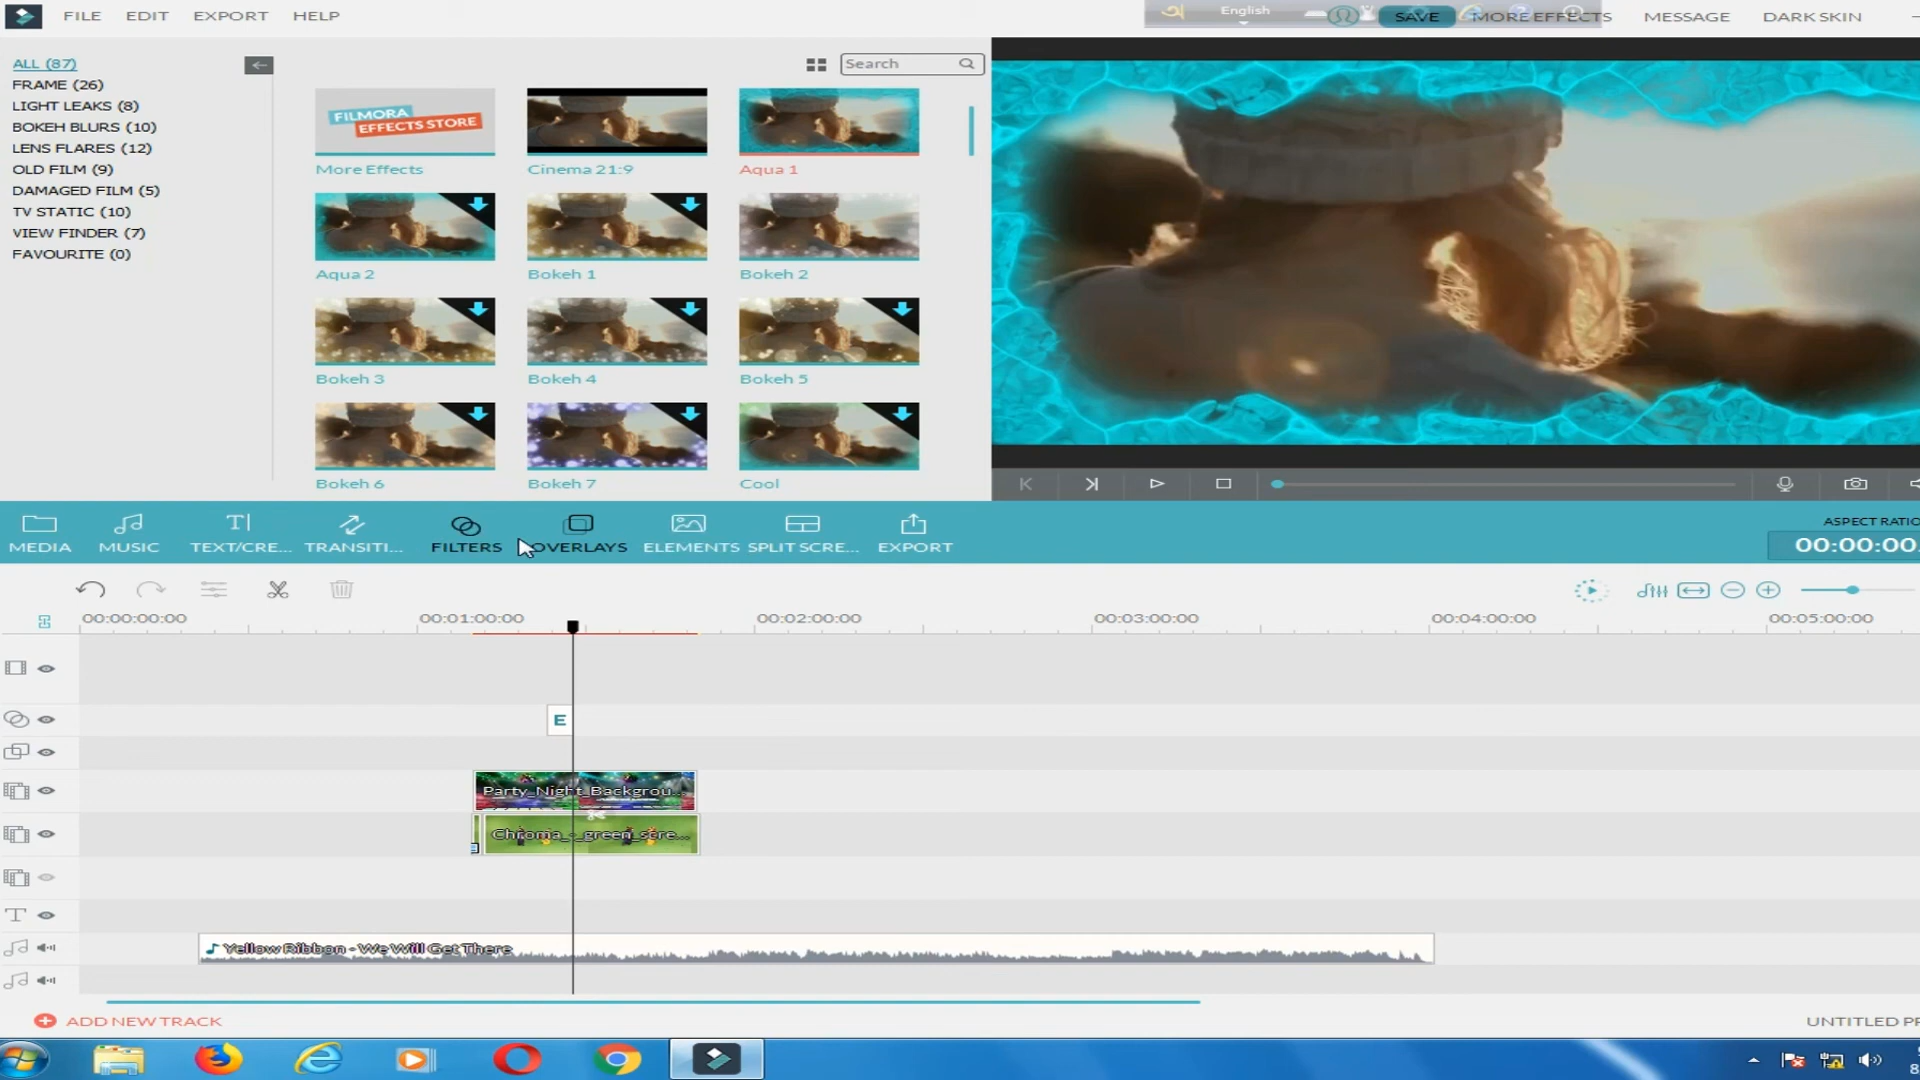 FILE EDIT EXPORT HELP
English
SAVE MORE EFFECTS MESSAGE DARK SKIN
ALL (87)
FRAME (26)
LIGHT LEAKS (8)
BOKEH BLURS (10)
LENS FLARES (12)
OLD FILM (9)
DAMAGED FILM (5)
TV STATIC (10)
VIEW FINDER (7)
FAVOURITE (0)
Search
FILMORA
EFFECTS STORE
More Effects Cinema 21:9 Aqua 1
Aqua 2 Bokeh 1 Bokeh 2
Bokeh 3 Bokeh 4 Bokeh 5
Bokeh 6 Bokeh 7 Cool
MEDIA MUSIC TEXT/CRE... TRANSITI... FILTERS OVERLAYS ELEMENTS SPLIT SCRE... EXPORT
ASPECT RATIO
00:00:00.
00:00:00:00 00:01:00:00 00:02:00:00 00:03:00:00 00:04:00:00 00:05:00:00
E
Party_Night_Backgrou...
Chroma_-_green_scre...
Yellow Ribbon - We Will Get There
ADD NEW TRACK
UNTITLED PR